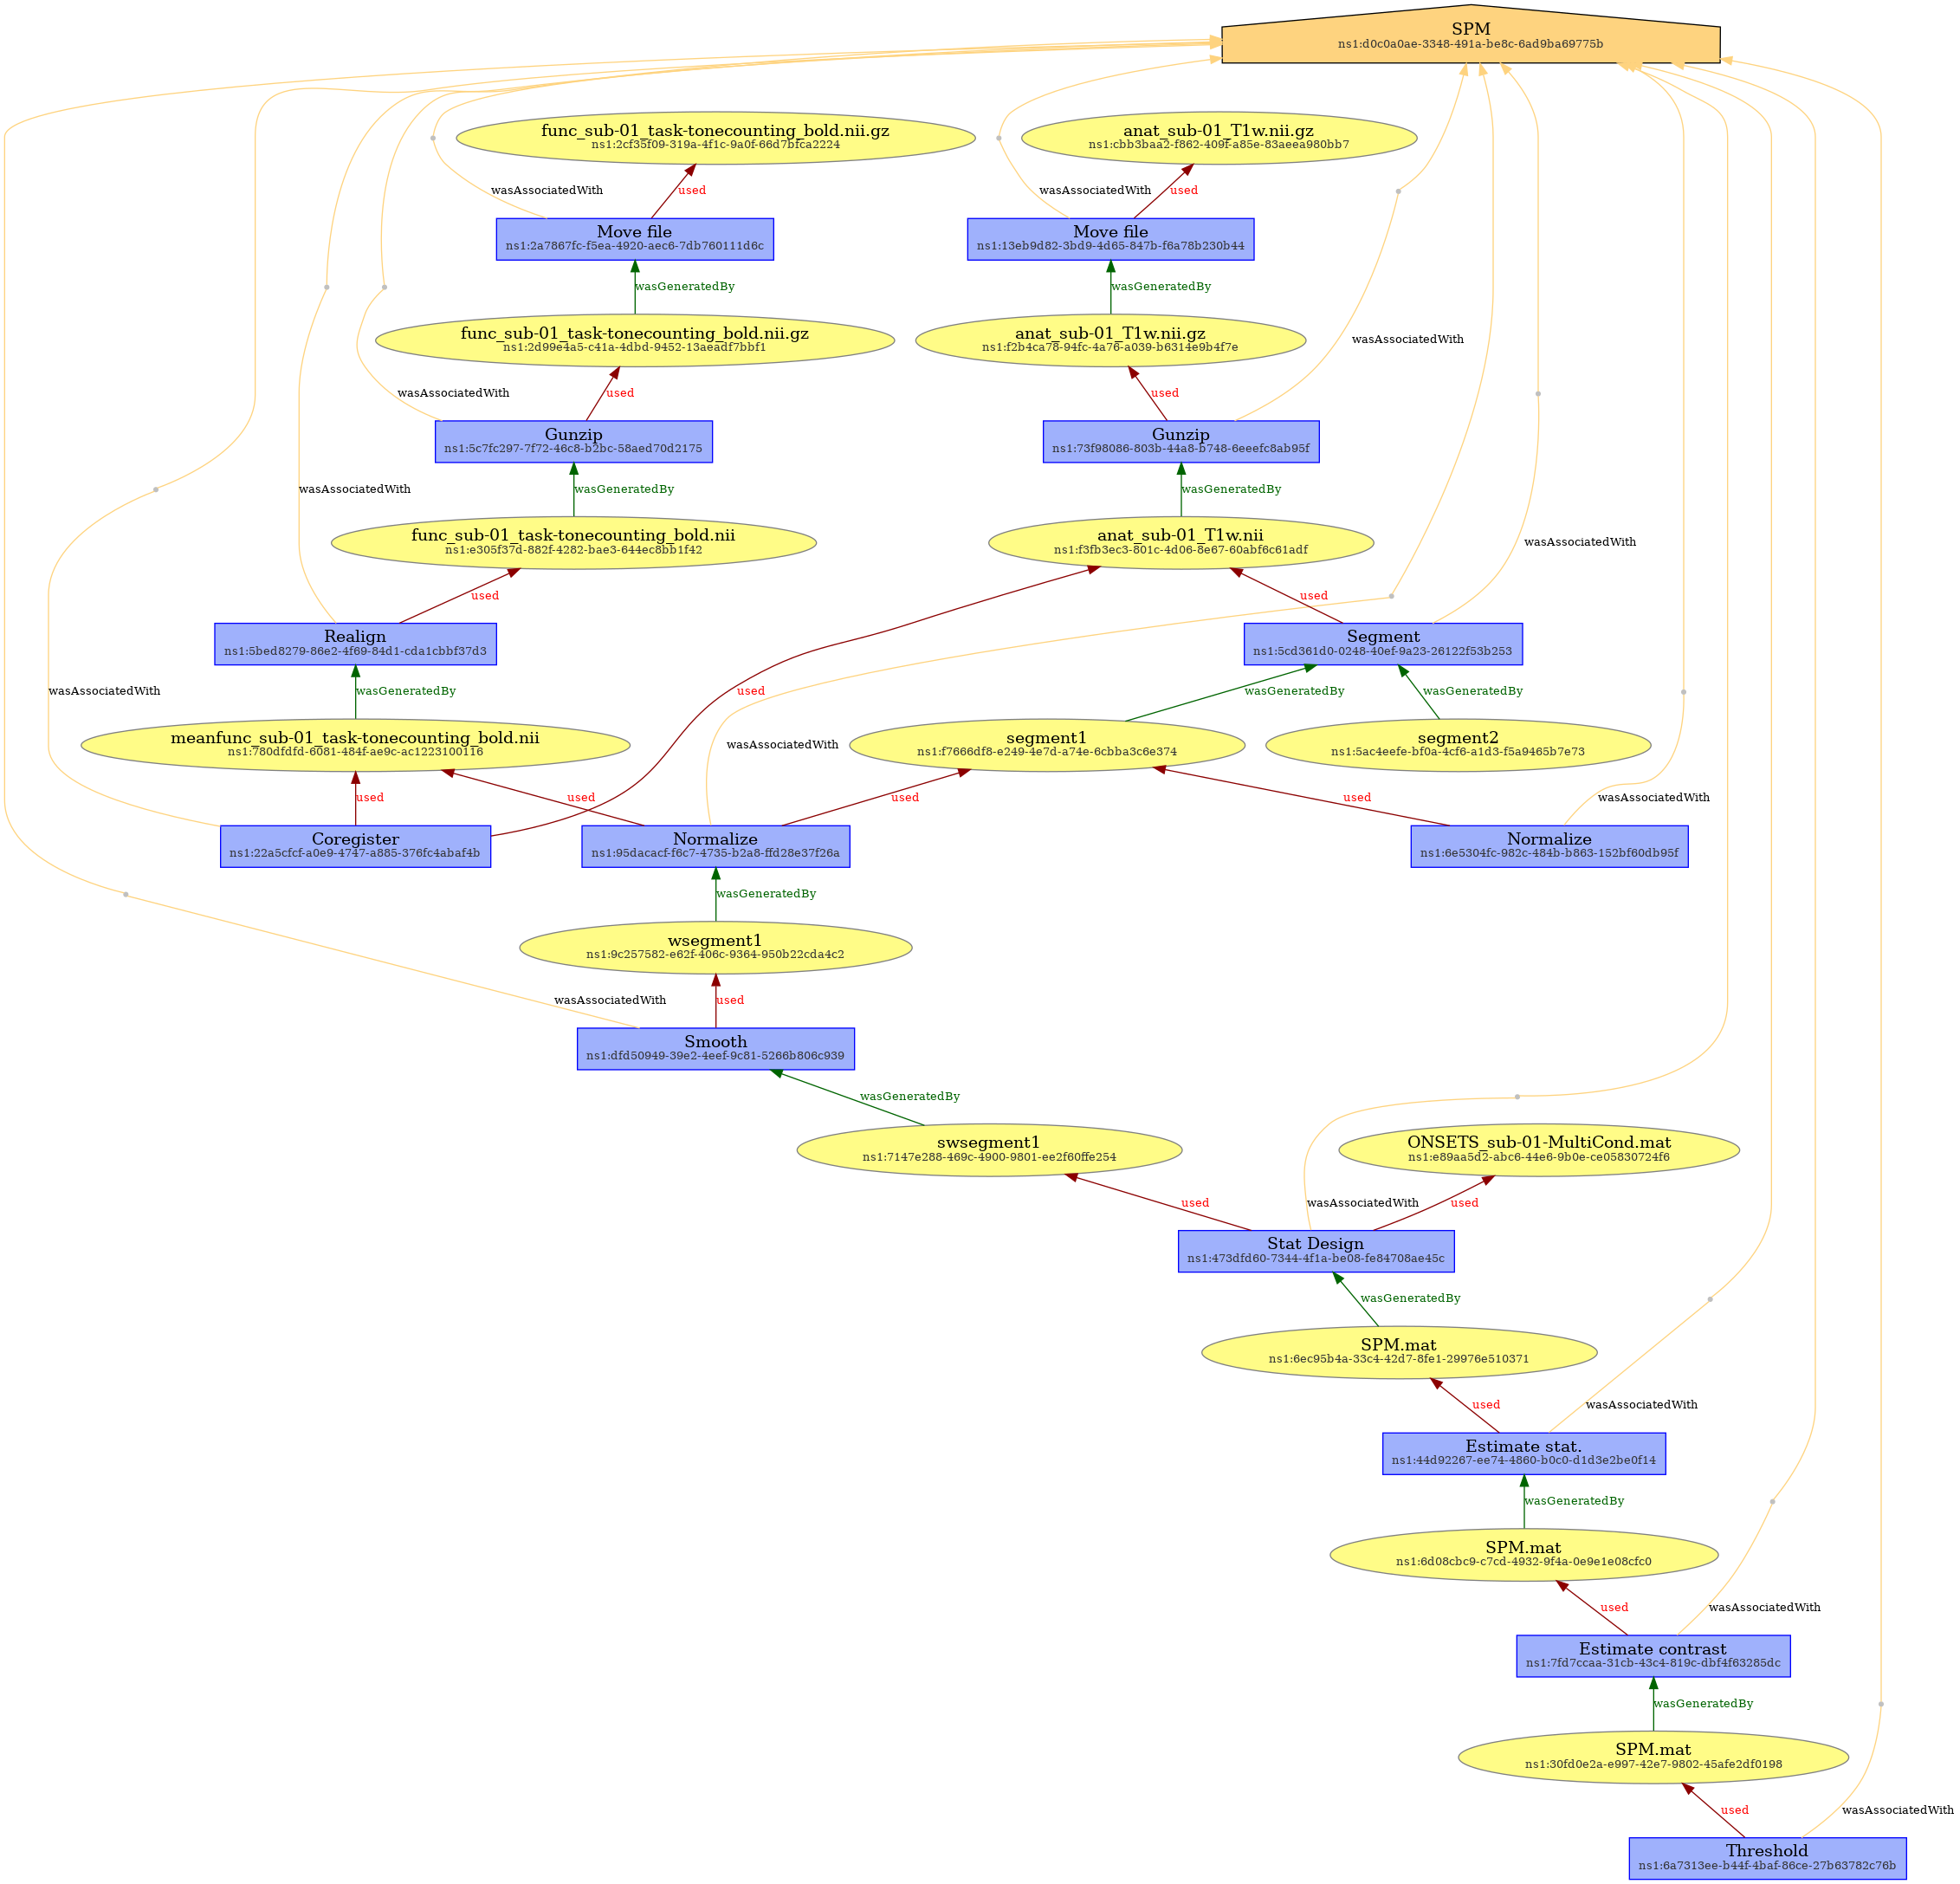 SPM
ns1:d0c0a0ae-3348-491a-be8c-6ad9ba69775b
func_sub-01_task-tonecounting_bold.nii.gz
ns1:2cf35f09-319a-4f1c-9a0f-66d7bfca2224
anat_sub-01_T1w.nii.gz
ns1:cbb3baa2-f862-409f-a85e-83aeea980bb7
wasAssociatedWith
used
wasAssociatedWith
used
Move file
ns1:2a7867fc-f5ea-4920-aec6-7db760111d6c
Move file
ns1:13eb9d82-3bd9-4d65-847b-f6a78b230b44
wasGeneratedBy
wasGeneratedBy
func_sub-01_task-tonecounting_bold.nii.gz
ns1:2d99e4a5-c41a-4dbd-9452-13aeadf7bbf1
anat_sub-01_T1w.nii.gz
ns1:f2b4ca78-94fc-4a76-a039-b6314e9b4f7e
wasAssociatedWith
wasAssociatedWith
used
used
Gunzip
ns1:5c7fc297-7f72-46c8-b2bc-58aed70d2175
Gunzip
ns1:73f98086-803b-44a8-b748-6eeefc8ab95f
wasAssociatedWith
wasGeneratedBy
wasGeneratedBy
func_sub-01_task-tonecounting_bold.nii
ns1:e305f37d-882f-4282-bae3-644ec8bb1f42
anat_sub-01_T1w.nii
ns1:f3fb3ec3-801c-4d06-8e67-60abf6c61adf
wasAssociatedWith
used
used
Realign
ns1:5bed8279-86e2-4f69-84d1-cda1cbbf37d3
Segment
ns1:5cd361d0-0248-40ef-9a23-26122f53b253
wasAssociatedWith
wasGeneratedBy
used
wasGeneratedBy
wasGeneratedBy
meanfunc_sub-01_task-tonecounting_bold.nii
ns1:780dfdfd-6081-484f-ae9c-ac1223100116
wasAssociatedWith
segment1
ns1:f7666df8-e249-4e7d-a74e-6cbba3c6e374
segment2
ns1:5ac4eefe-bf0a-4cf6-a1d3-f5a9465b7e73
used
used
used
used
wasAssociatedWith
Coregister
ns1:22a5cfcf-a0e9-4747-a885-376fc4abaf4b
Normalize
ns1:95dacacf-f6c7-4735-b2a8-ffd28e37f26a
Normalize
ns1:6e5304fc-982c-484b-b863-152bf60db95f
wasGeneratedBy
wsegment1
ns1:9c257582-e62f-406c-9364-950b22cda4c2
wasAssociatedWith
used
Smooth
ns1:dfd50949-39e2-4eef-9c81-5266b806c939
wasGeneratedBy
swsegment1
ns1:7147e288-469c-4900-9801-ee2f60ffe254
ONSETS_sub-01-MultiCond.mat
ns1:e89aa5d2-abc6-44e6-9b0e-ce05830724f6
used
wasAssociatedWith
used
Stat Design
ns1:473dfd60-7344-4f1a-be08-fe84708ae45c
wasGeneratedBy
SPM.mat
ns1:6ec95b4a-33c4-42d7-8fe1-29976e510371
used
wasAssociatedWith
Estimate stat.
ns1:44d92267-ee74-4860-b0c0-d1d3e2be0f14
wasGeneratedBy
SPM.mat
ns1:6d08cbc9-c7cd-4932-9f4a-0e9e1e08cfc0
used
wasAssociatedWith
Estimate contrast
ns1:7fd7ccaa-31cb-43c4-819c-dbf4f63285dc
wasGeneratedBy
SPM.mat
ns1:30fd0e2a-e997-42e7-9802-45afe2df0198
used
wasAssociatedWith
Threshold
ns1:6a7313ee-b44f-4baf-86ce-27b63782c76b